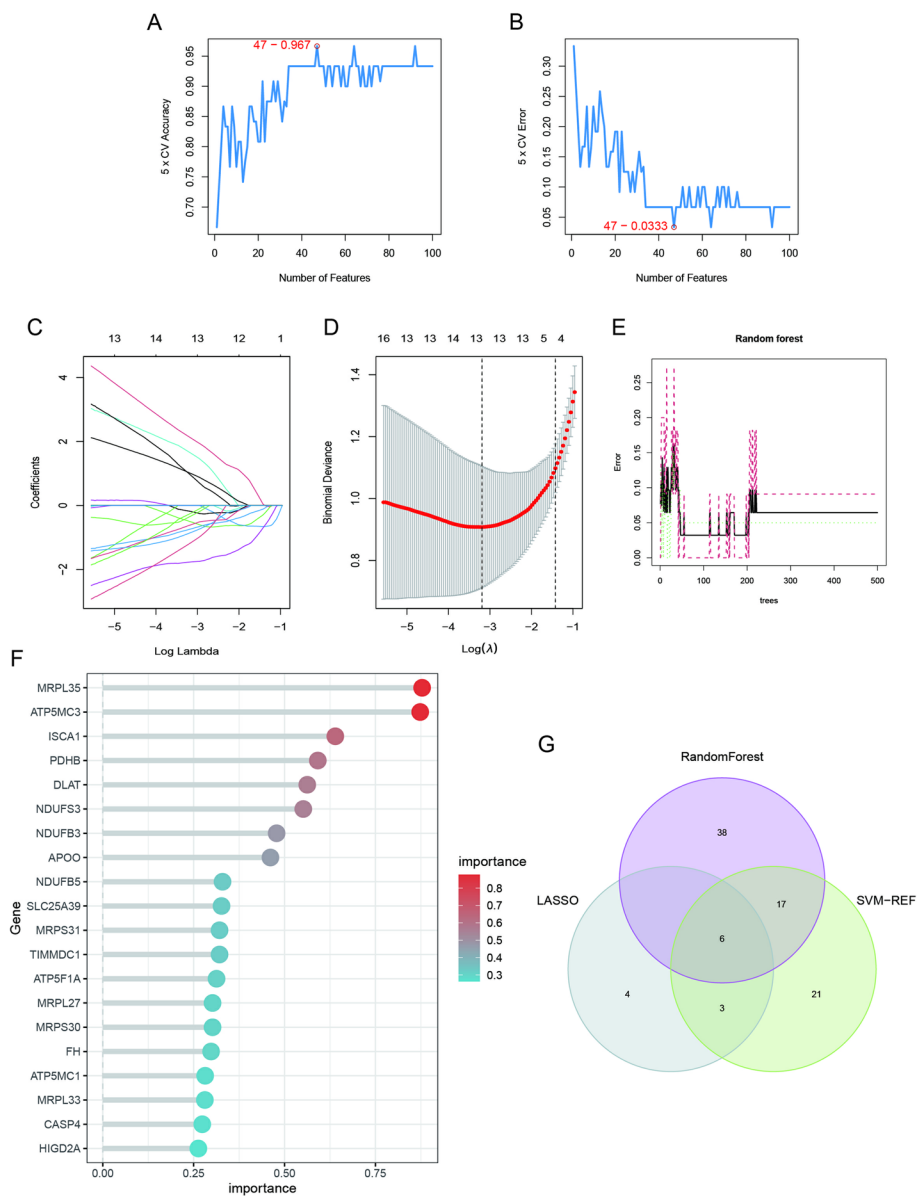 A
47 − 0.967
5 x CV Accuracy
0.95
0.90
0.85
0.80
0.75
0.70
0 20 40 60 80 100
Number of Features
B
47 − 0.0333
5 x CV Error
0.30
0.25
0.20
0.15
0.10
0.05
0 20 40 60 80 100
Number of Features
C
13 14 13 12 1
Coefficients
4
2
0
−2
−5 −4 −3 −2 −1
Log Lambda
D
16 13 13 14 13 13 13 5 4
Binomial Deviance
1.4
1.2
1.0
0.8
−5 −4 −3 −2 −1
Log(λ)
E
Random forest
Error
0.25
0.20
0.15
0.10
0.05
0.00
0 100 200 300 400 500
trees
F
Gene
MRPL35
ATP5MC3
ISCA1
PDHB
DLAT
NDUFS3
NDUFB3
APOO
NDUFB5
SLC25A39
MRPS31
TIMMDC1
ATP5F1A
MRPL27
MRPS30
FH
ATP5MC1
MRPL33
CASP4
HIGD2A
0.00 0.25 0.50 0.75
importance
importance
0.8
0.7
0.6
0.5
0.4
0.3
G
RandomForest
38
LASSO
17
SVM−REF
6
4
3
21